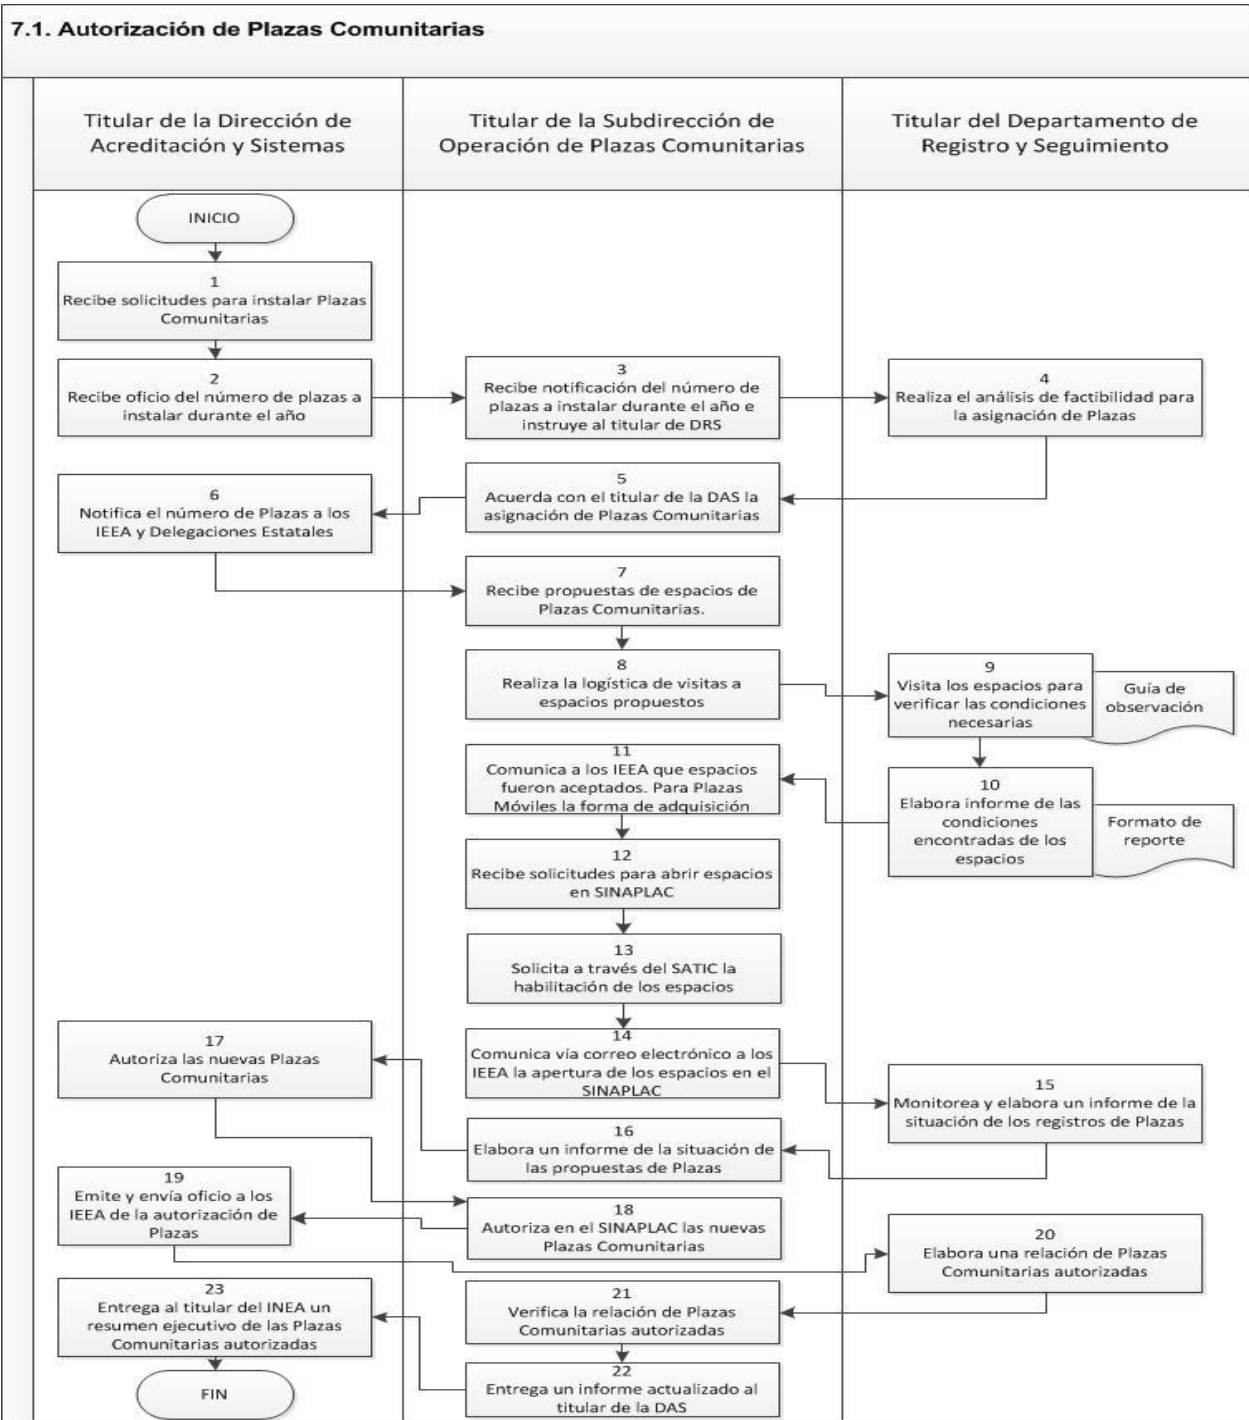 7.1. Autorización de Plazas Comunitarias
Titular de la Dirección de
Acreditación y Sistemas
Titular de la Subdirección de
Operación de Plazas Comunitarias
Titular del Departamento de
Registro y Seguimiento
INICIO
1
Recibe solicitudes para instalar Plazas
Comunitarias
2
Recibe oficio del número de plazas a
instalar durante el año
3
Recibe notificación del número de
plazas a instalar durante el año e
instruye al titular de DRS
4
Realiza el análisis de factibilidad para
la asignación de Plazas
5
Acuerda con el titular de la DAS la
asignación de Plazas Comunitarias
6
Notifica el número de Plazas a los
IEEA y Delegaciones Estatales
7
Recibe propuestas de espacios de
Plazas Comunitarias.
8
Realiza la logística de visitas a
espacios propuestos
9
Visita los espacios para
verificar las condiciones
necesarias
Guía de
observación
10
Elabora informe de las
condiciones
encontradas de los
espacios
Formato de
reporte
11
Comunica a los IEEA que espacios
fueron aceptados. Para Plazas
Móviles la forma de adquisición
12
Recibe solicitudes para abrir espacios
en SINAPLAC
13
Solicita a través del SATIC la
habilitación de los espacios
14
Comunica vía correo electrónico a los
IEEA la apertura de los espacios en el
SINAPLAC
15
Monitorea y elabora un informe de la
situación de los registros de Plazas
16
Elabora un informe de la situación de
las propuestas de Plazas
17
Autoriza las nuevas Plazas
Comunitarias
18
Autoriza en el SINAPLAC las nuevas
Plazas Comunitarias
19
Emite y envía oficio a los
IEEA de la autorización de
Plazas
20
Elabora una relación de Plazas
Comunitarias autorizadas
21
Verifica la relación de Plazas
Comunitarias autorizadas
22
Entrega un informe actualizado al
titular de la DAS
23
Entrega al titular del INEA un
resumen ejecutivo de las Plazas
Comunitarias autorizadas
FIN